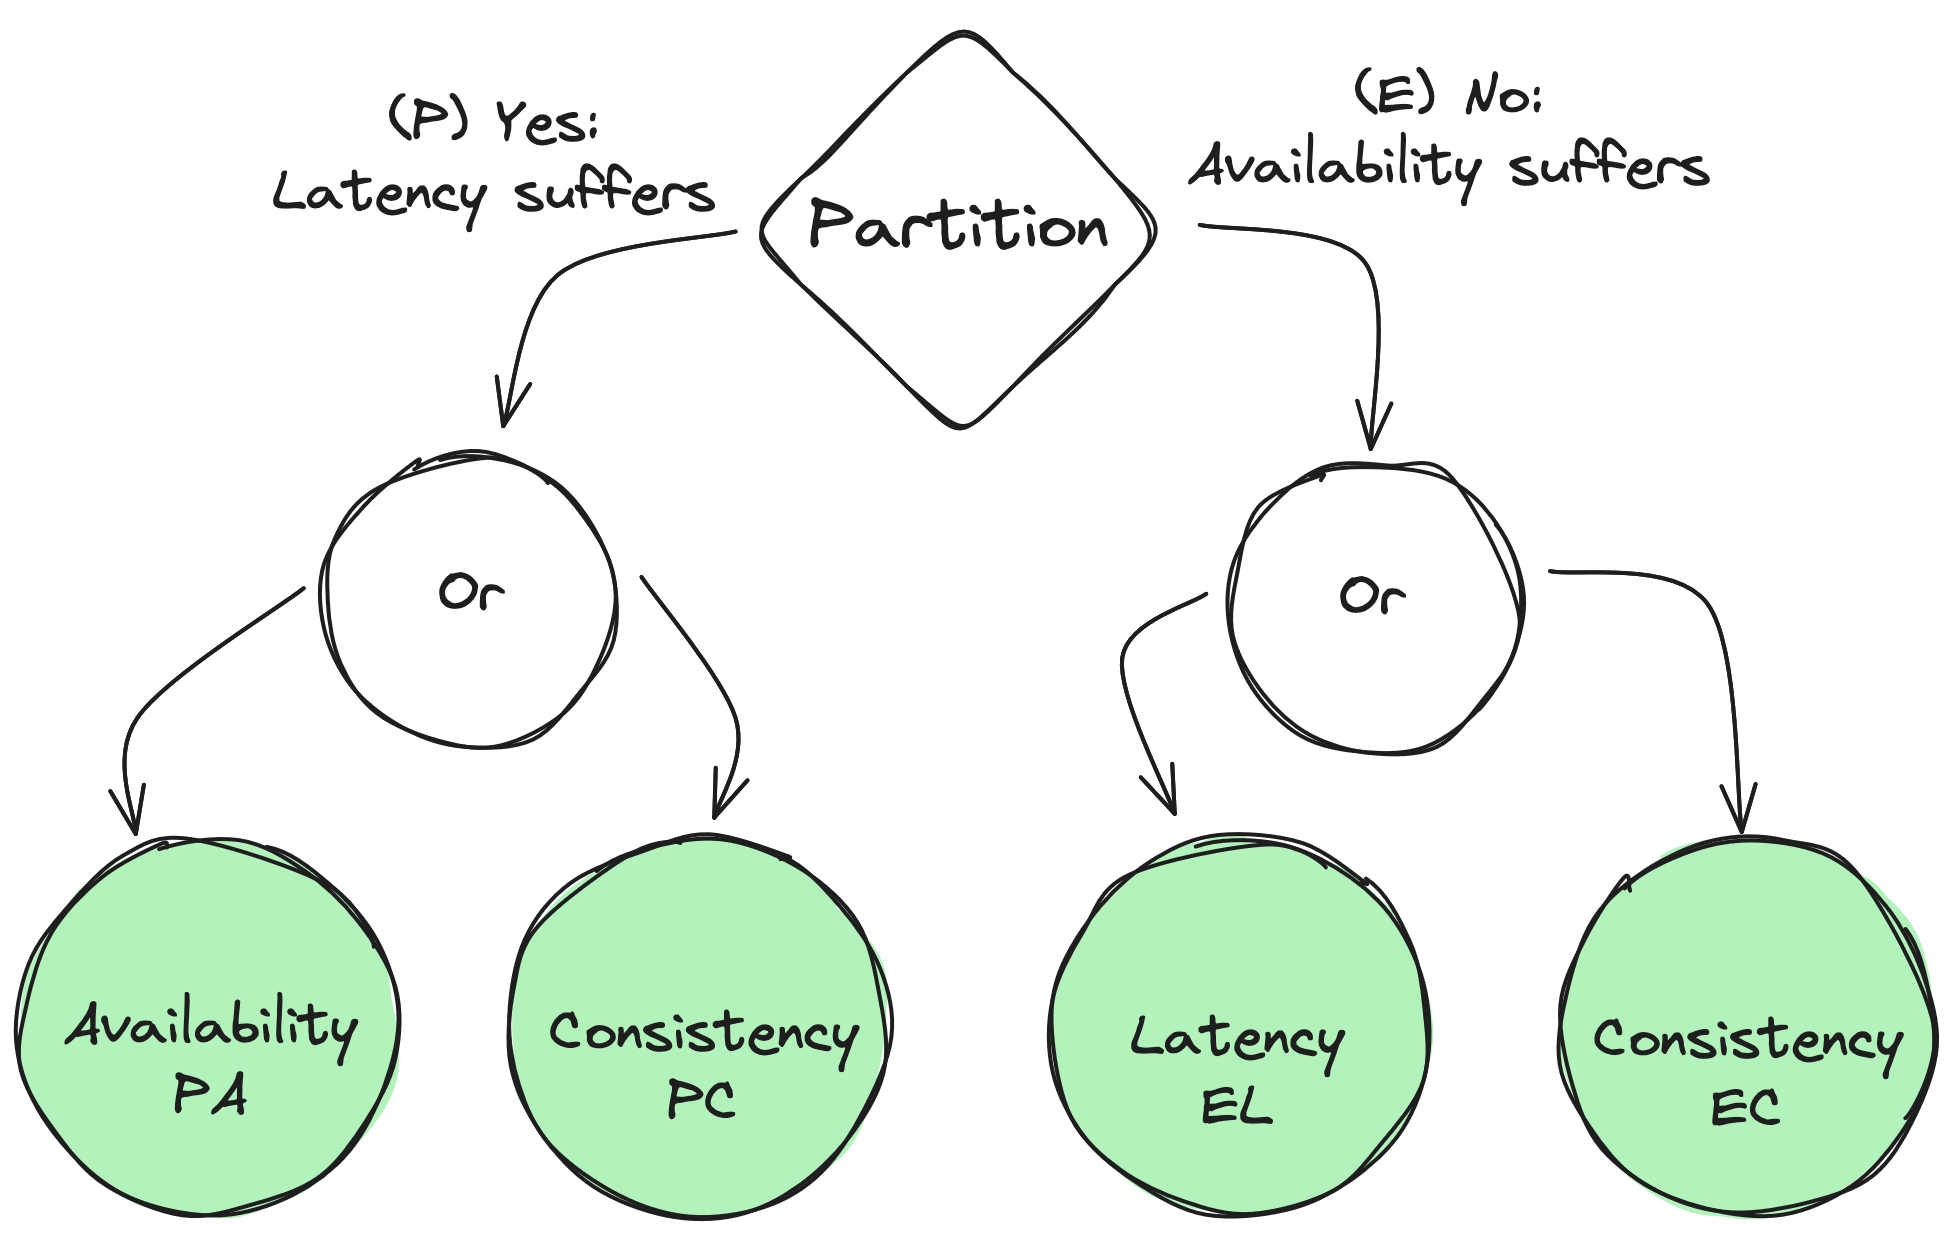 (P) Yes:
Latency suffers
Partition
(E) No:
Availability suffers
Or
Or
Availability
PA
Consistency
PC
Latency
EL
Consistency
EC